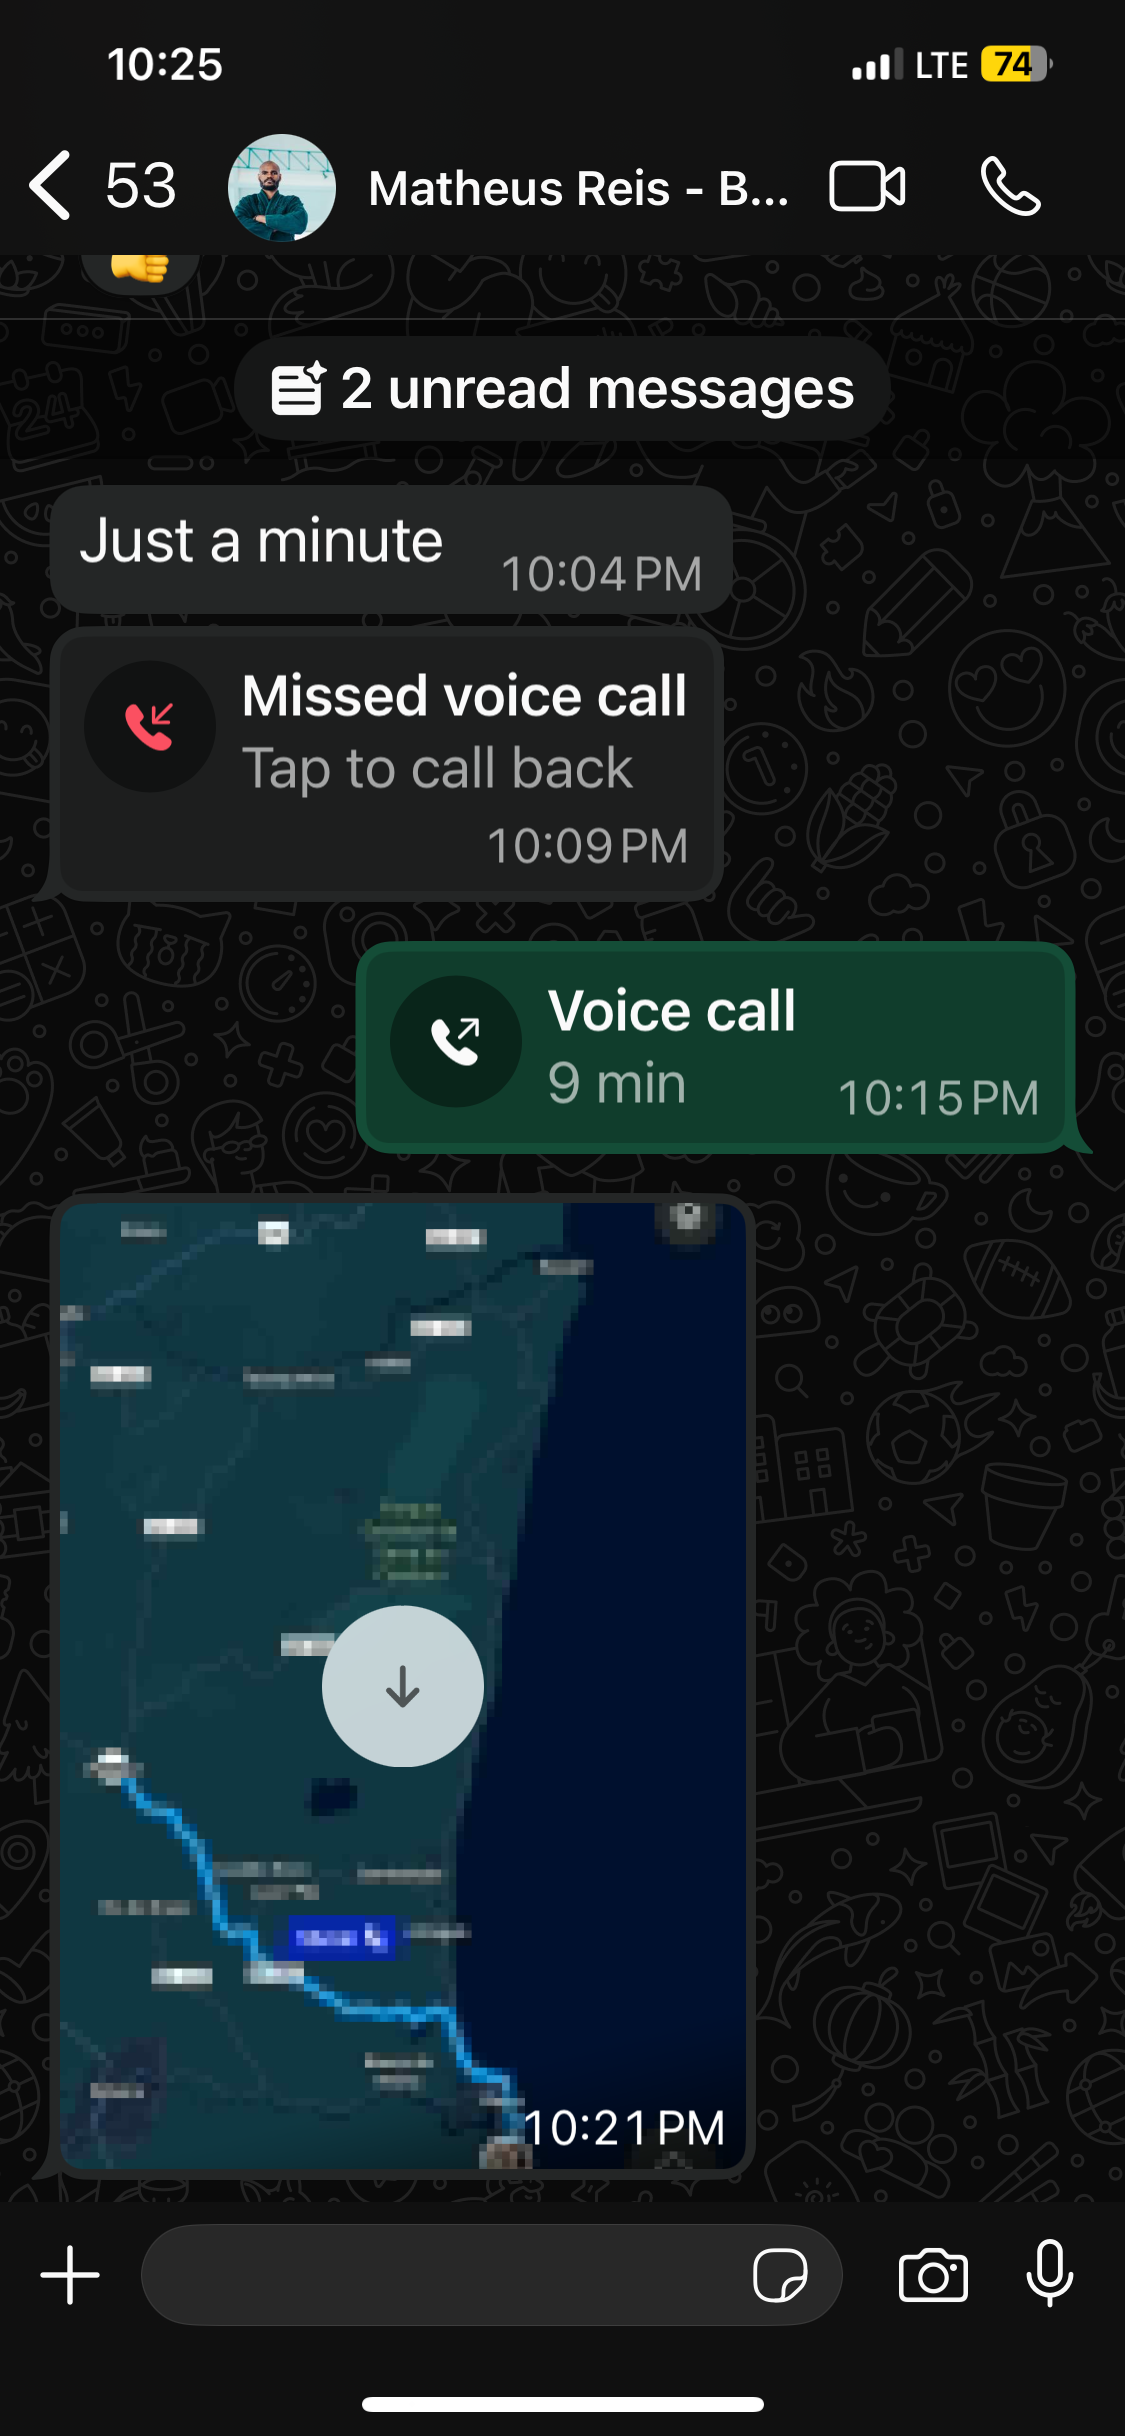 10:25
LTE 74
53
Matheus Reis - B...
2 unread messages
Just a minute
10:04 PM
Missed voice call
Tap to call back
10:09 PM
Voice call
9 min
10:15 PM
10:21 PM